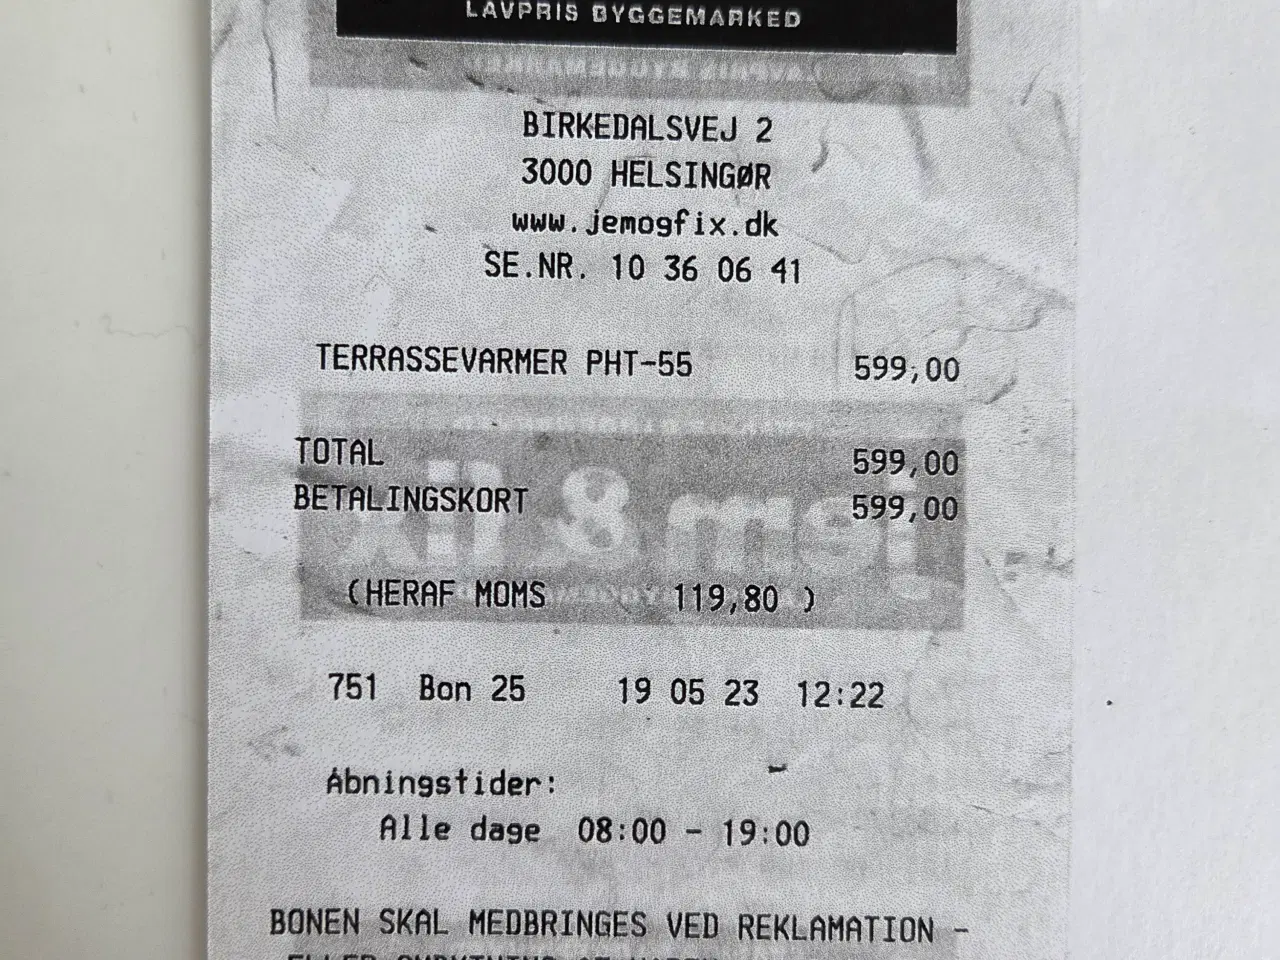 LAVPRIS BYGGEMARKED
BIRKEDALSVEJ 2
3000 HELSINGØR
www.jemogfix.dk
SE.NR. 10 36 06 41
TERRASSEVARMER PHT-55 599,00
TOTAL 599,00
BETALINGSKORT 599,00
(HERAF MOMS 119,80 )
751 Bon 25 19 05 23 12:22
Åbningstider:
Alle dage 08:00 - 19:00
BONEN SKAL MEDBRINGES VED REKLAMATION -